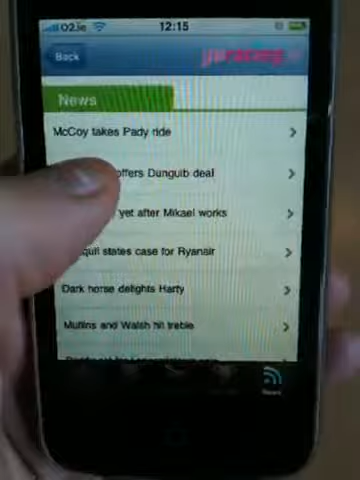 O2.ie 12:15
Back
News
McCoy takes Pady ride
offers Dunguib deal
yet after Mikael works
states case for Ryanair
Dark horse delights Harty
Mullins and Walsh hit treble
News